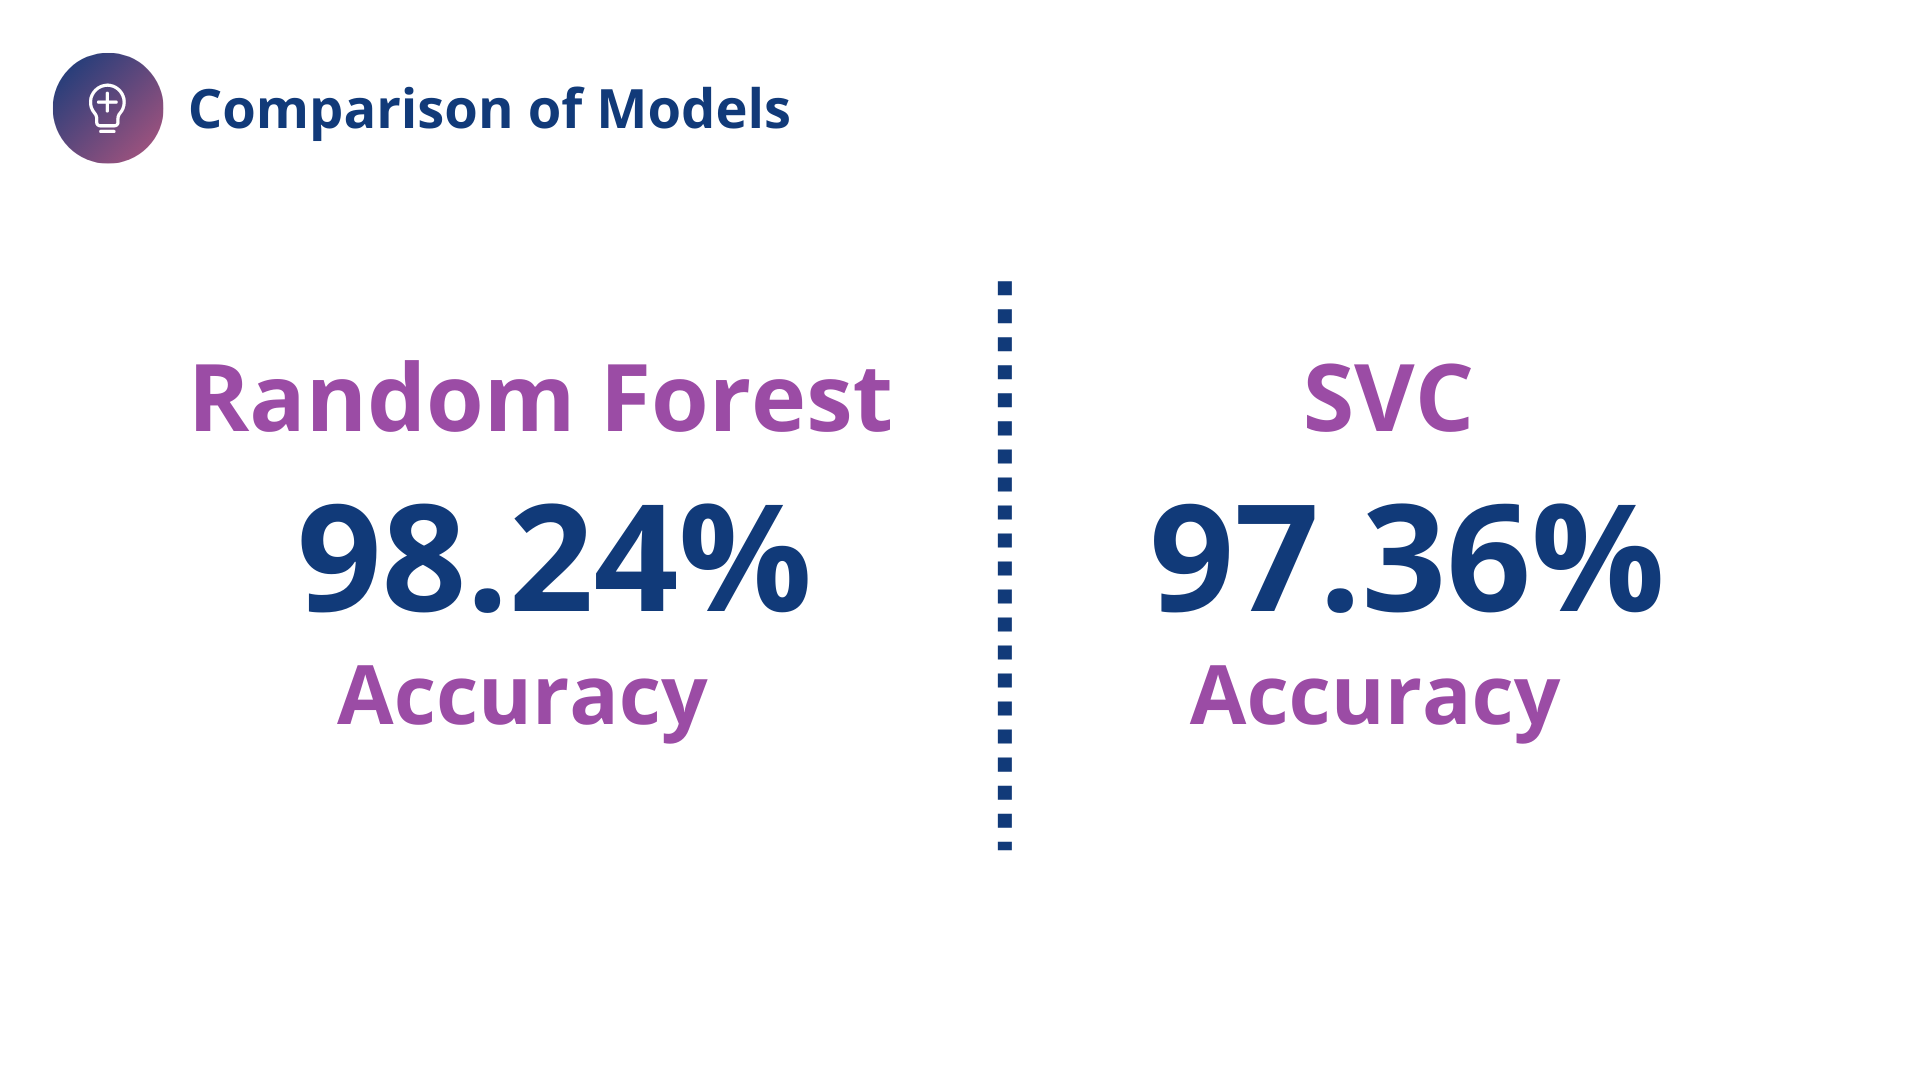 Comparison of Models
Random Forest
98.24%
Accuracy
SVC
97.36%
Accuracy